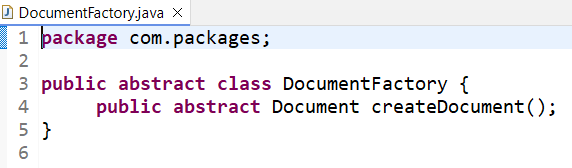 DocumentFactory.java
1 package com.packages;
2
3 public abstract class DocumentFactory {
4     public abstract Document createDocument();
5 }
6